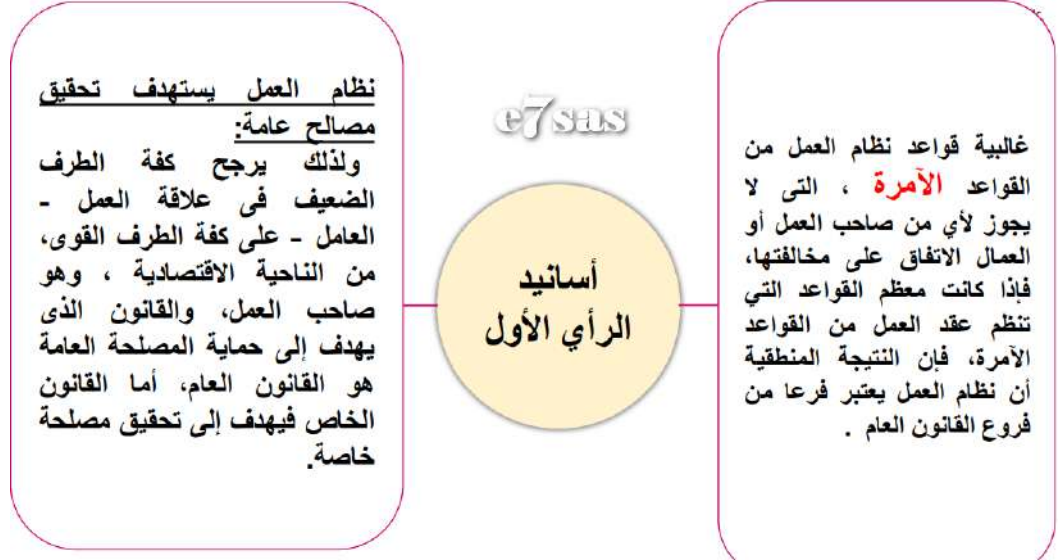 غالبية قواعد نظام العمل من
القواعد الآمرة ، التى لا
يجوز لأي من صاحب العمل أو
العمال الاتفاق على مخالفتها،
فإذا كانت معظم القواعد التي
تنظم عقد العمل من القواعد
الآمرة، فإن النتيجة المنطقية
أن نظام العمل يعتبر فرعا من
فروع القانون العام .
e7sas
أسانيد
الرأي الأول
نظام العمل يستهدف تحقيق
مصالح عامة:
ولذلك يرجح كفة الطرف
الضعيف فى علاقة العمل -
العامل - على كفة الطرف القوى،
من الناحية الاقتصادية ، وهو
صاحب العمل، والقانون الذى
يهدف إلى حماية المصلحة العامة
هو القانون العام، أما القانون
الخاص فيهدف إلى تحقيق مصلحة
خاصة.